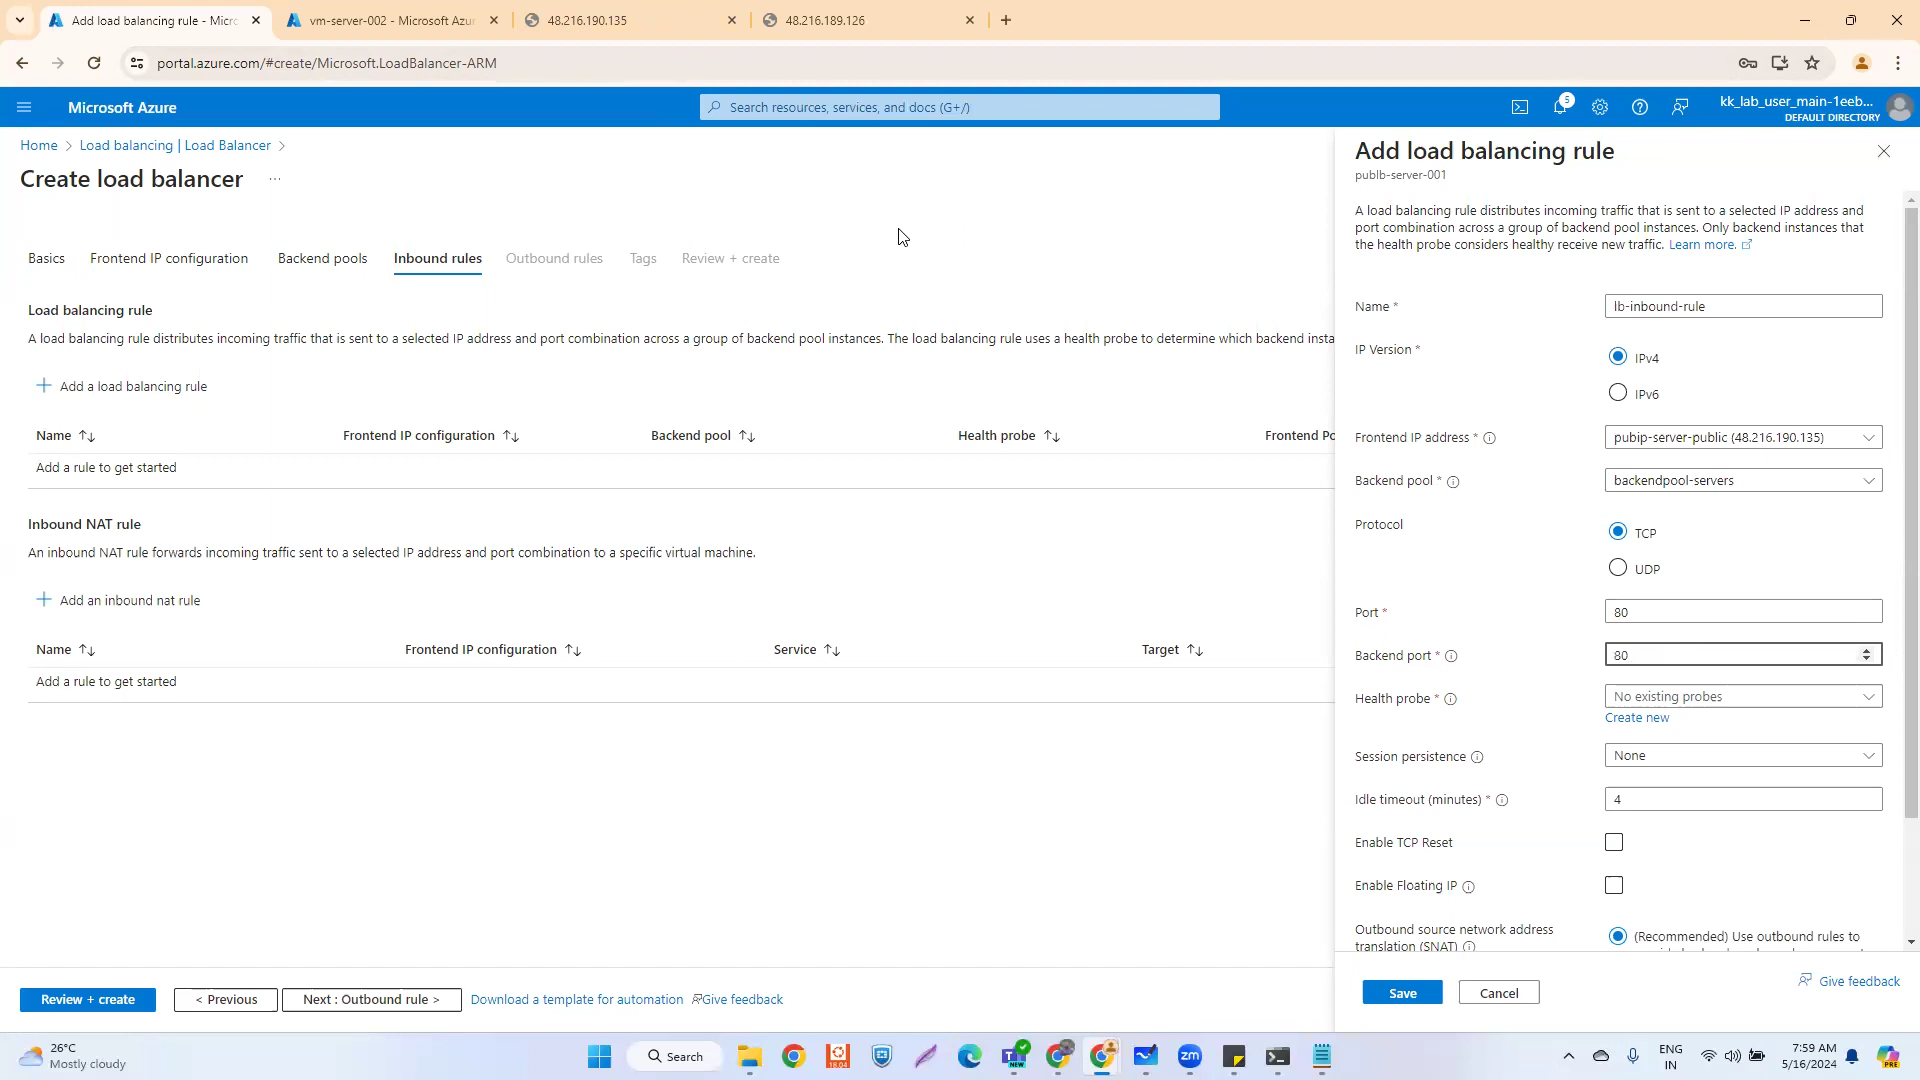 Add load balancing rule - Micro
vm-server-002 - Microsoft Azu
48.216.190.135
48.216.189.126
portal.azure.com/#create/Microsoft.LoadBalancer-ARM
Microsoft Azure
Search resources, services, and docs (G+/)
5
kk_lab_user_main-1eeb...
DEFAULT DIRECTORY
Home > Load balancing | Load Balancer >
Create load balancer ...
Basics
Frontend IP configuration
Backend pools
Inbound rules
Outbound rules
Tags
Review + create
Load balancing rule
A load balancing rule distributes incoming traffic that is sent to a selected IP address and port combination across a group of backend pool instances. The load balancing rule uses a health probe to determine which backend insta
Add a load balancing rule
Name
Frontend IP configuration
Backend pool
Health probe
Frontend Po
Add a rule to get started
Inbound NAT rule
An inbound NAT rule forwards incoming traffic sent to a selected IP address and port combination to a specific virtual machine.
Add an inbound nat rule
Name
Frontend IP configuration
Service
Target
Add a rule to get started
Review + create
< Previous
Next : Outbound rule >
Download a template for automation
Give feedback
Add load balancing rule
publb-server-001
A load balancing rule distributes incoming traffic that is sent to a selected IP address and
port combination across a group of backend pool instances. Only backend instances that
the health probe considers healthy receive new traffic. Learn more.
Name * lb-inbound-rule
IP Version * IPv4
IPv6
Frontend IP address * pubip-server-public (48.216.190.135)
Backend pool * backendpool-servers
Protocol TCP
UDP
Port * 80
Backend port * 80
Health probe * No existing probes
Create new
Session persistence None
Idle timeout (minutes) * 4
Enable TCP Reset
Enable Floating IP
Outbound source network address
translation (SNAT)
(Recommended) Use outbound rules to
Save
Cancel
Give feedback
26°C
Mostly cloudy
Search
18.04
NEW
zm
ENG
IN
7:59 AM
5/16/2024
PRE